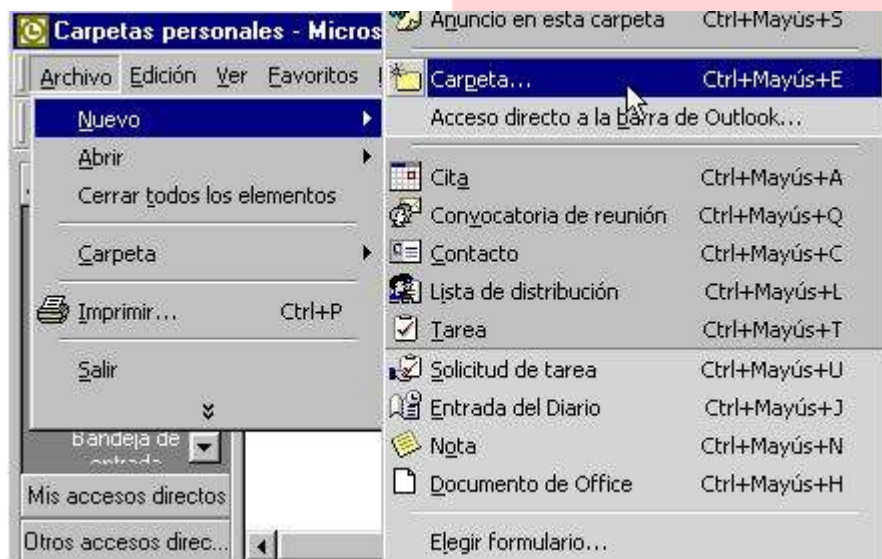 Carpetas personales - Micros
Archivo Edición Ver Favoritos
Nuevo
Abrir
Cerrar todos los elementos
Carpeta
Imprimir... Ctrl+P
Salir
Bandeja de
entrada
Mis accesos directos
Otros accesos direc...
Anuncio en esta carpeta Ctrl+Mayús+S
Carpeta... Ctrl+Mayús+E
Acceso directo a la barra de Outlook...
Cita Ctrl+Mayús+A
Convocatoria de reunión Ctrl+Mayús+Q
Contacto Ctrl+Mayús+C
Lista de distribución Ctrl+Mayús+L
Tarea Ctrl+Mayús+T
Solicitud de tarea Ctrl+Mayús+U
Entrada del Diario Ctrl+Mayús+J
Nota Ctrl+Mayús+N
Documento de Office Ctrl+Mayús+H
Elegir formulario...